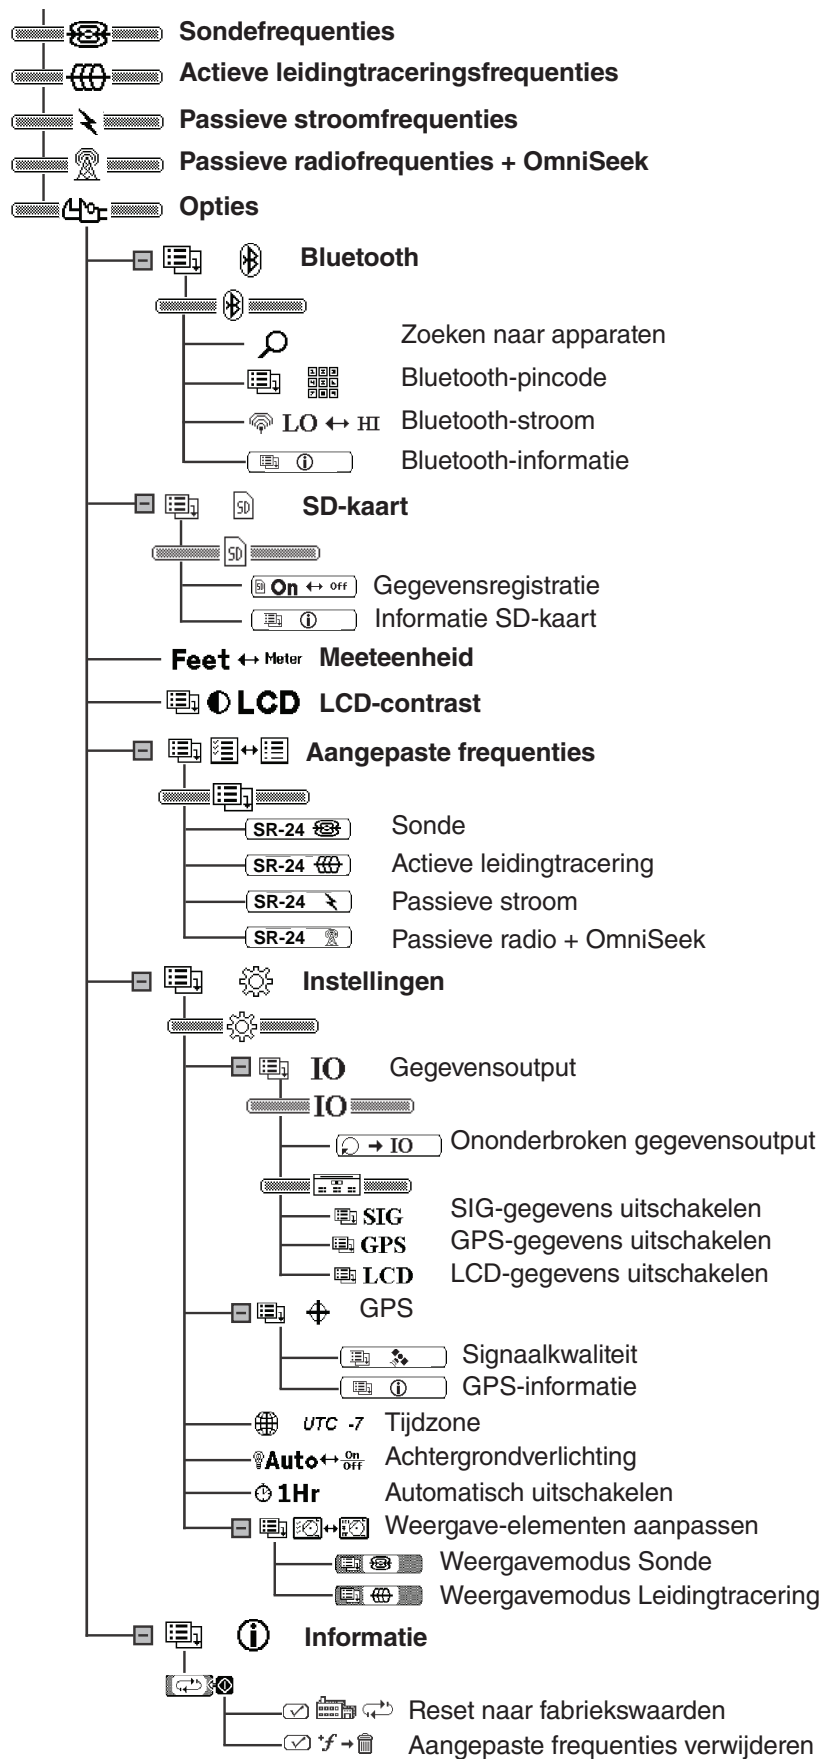 Sondefrequenties
Actieve leidingtraceringsfrequenties
Passieve stroomfrequenties
Passieve radiofrequenties + OmniSeek
Opties
Bluetooth
Zoeken naar apparaten
Bluetooth-pincode
LO ↔ HI Bluetooth-stroom
Bluetooth-informatie
SD SD-kaart
SD
On ↔ Off Gegevensregistratie
Informatie SD-kaart
Feet ↔ Meter Meeteenheid
LCD LCD-contrast
Aangepaste frequenties
SR-24 Sonde
SR-24 Actieve leidingtracering
SR-24 Passieve stroom
SR-24 Passieve radio + OmniSeek
Instellingen
IO Gegevensoutput
IO
→ IO Ononderbroken gegevensoutput
SIG SIG-gegevens uitschakelen
GPS GPS-gegevens uitschakelen
LCD LCD-gegevens uitschakelen
GPS
Signaalkwaliteit
GPS-informatie
UTC -7 Tijdzone
Auto ↔ On Off Achtergrondverlichting
1Hr Automatisch uitschakelen
Weergave-elementen aanpassen
Weergavemodus Sonde
Weergavemodus Leidingtracering
Informatie
Reset naar fabriekswaarden
+f → Aangepaste frequenties verwijderen